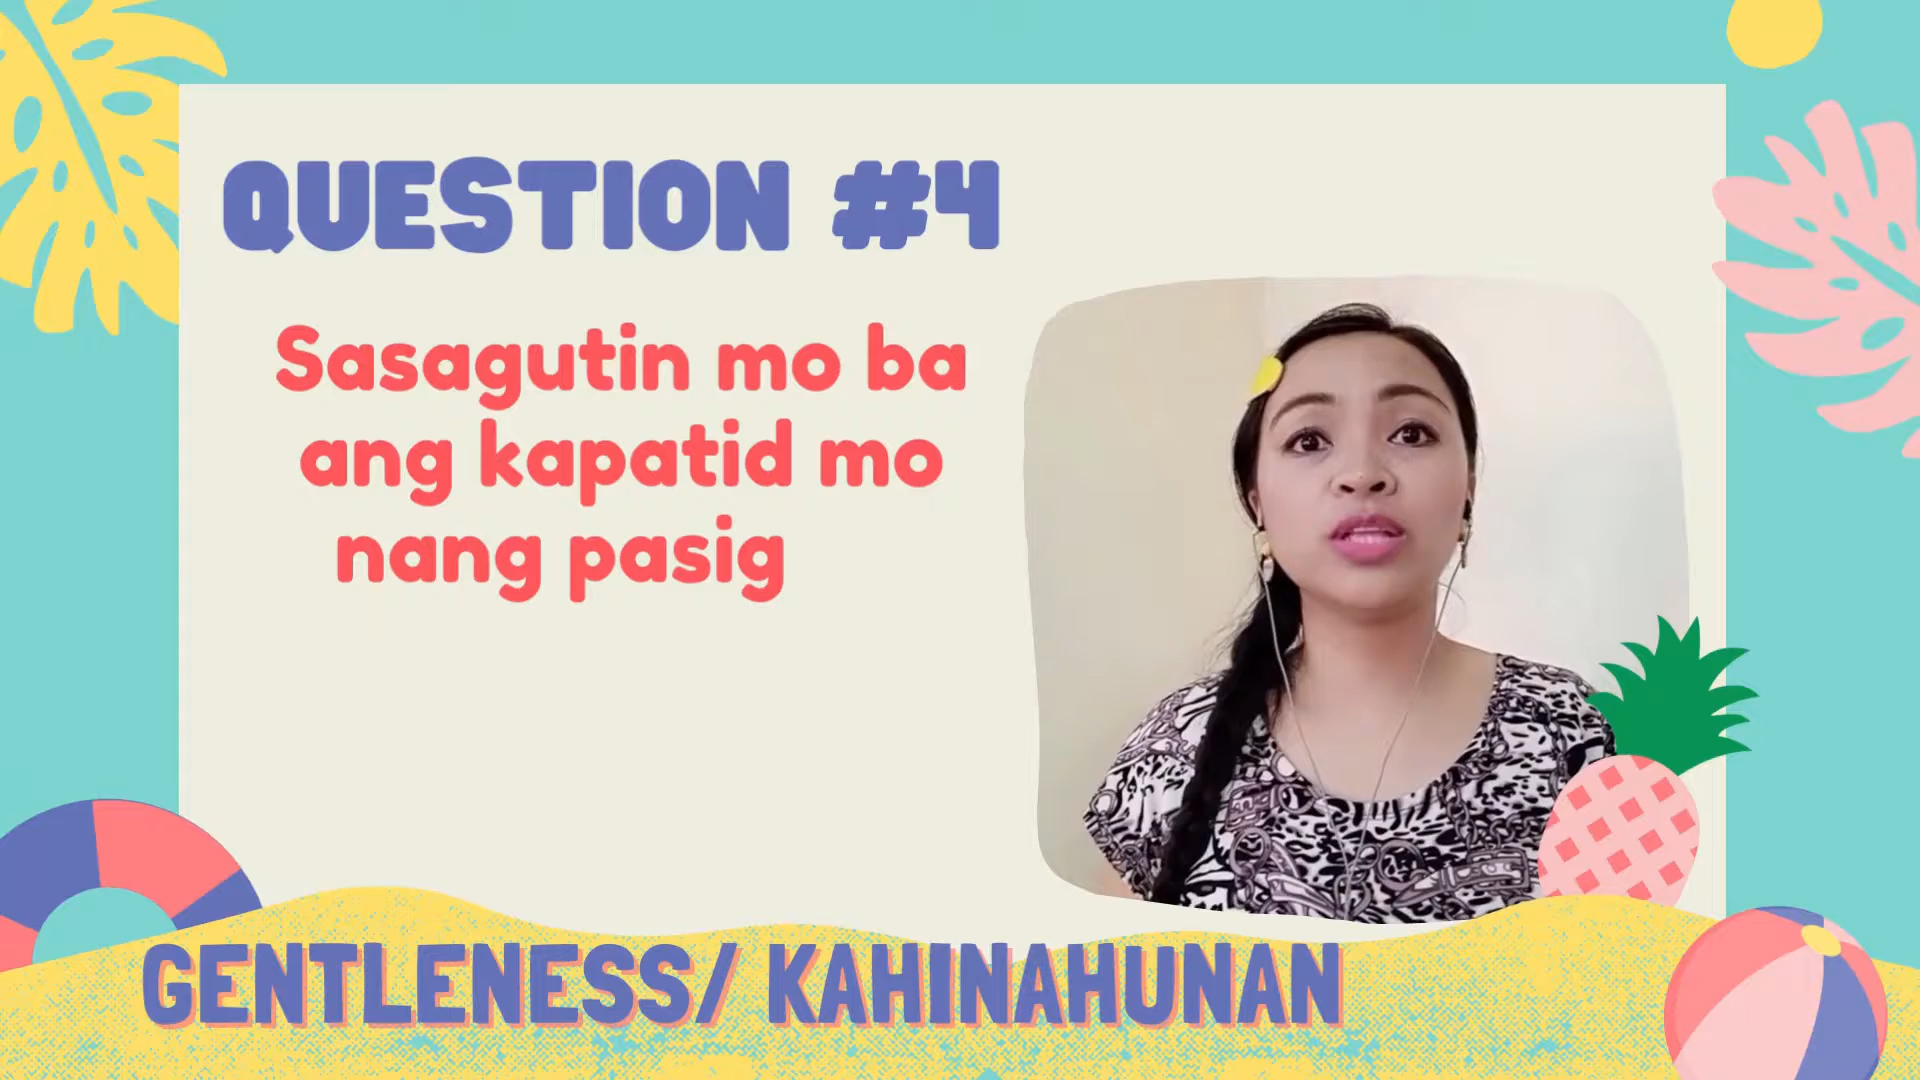 QUESTION #4
Sasagutin mo ba
ang kapatid mo
nang pasig
GENTLENESS/ KAHINAHUNAN